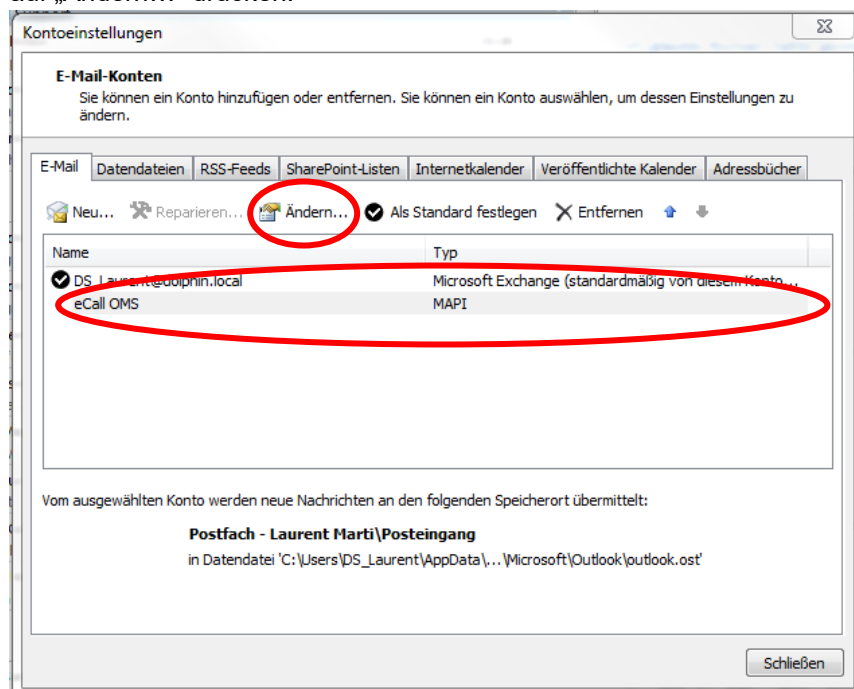 Kontoeinstellungen
E-Mail-Konten
Sie können ein Konto hinzufügen oder entfernen. Sie können ein Konto auswählen, um dessen Einstellungen zu
ändern.
E-Mail Datendateien RSS-Feeds SharePoint-Listen Internetkalender Veröffentlichte Kalender Adressbücher
Neu... Reparieren... Ändern... Als Standard festlegen Entfernen
Name Typ
DS_Laurent@dolphin.local Microsoft Exchange (standardmäßig von diesem Konto...
eCall OMS MAPI
Vom ausgewählten Konto werden neue Nachrichten an den folgenden Speicherort übermittelt:
Postfach - Laurent Marti\Posteingang
in Datendatei 'C:\Users\DS_Laurent\AppData\...\Microsoft\Outlook\outlook.ost'
Schließen